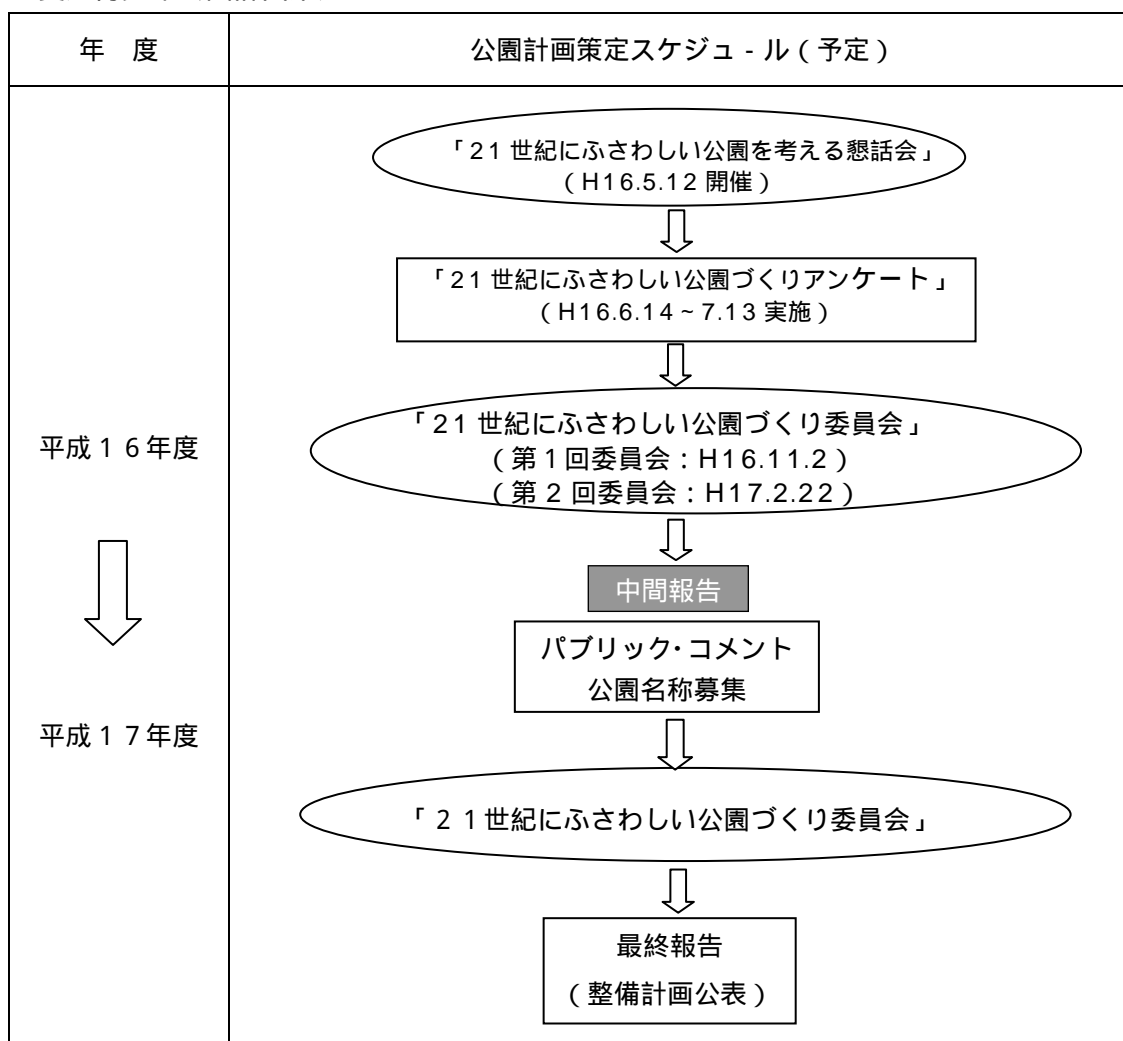 年　度
公園計画策定スケジュ‐ル（予定）
「21世紀にふさわしい公園を考える懇話会」
（H16.5.12 開催）
「21世紀にふさわしい公園づくりアンケート」
（H16.6.14～7.13 実施）
「21世紀にふさわしい公園づくり委員会」
（第１回委員会：H16.11.2）
（第２回委員会：H17.2.22）
平成１６年度
中間報告
パブリック・コメント
公園名称募集
平成１７年度
「２１世紀にふさわしい公園づくり委員会」
最終報告
（整備計画公表）